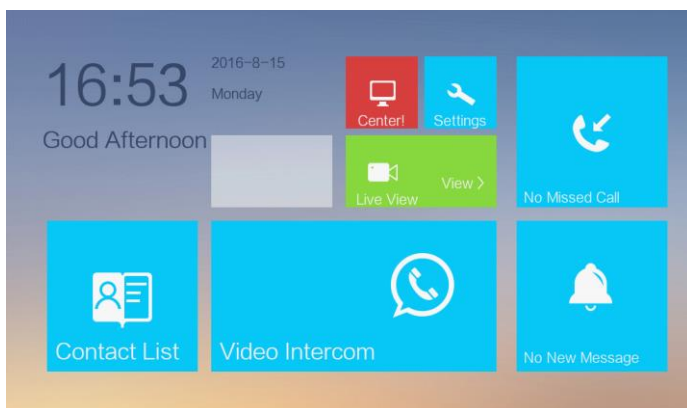 16:53
2016-8-15
Monday
Good Afternoon
Center!
Settings
Live View
View >
No Missed Call
Contact List
Video Intercom
No New Message